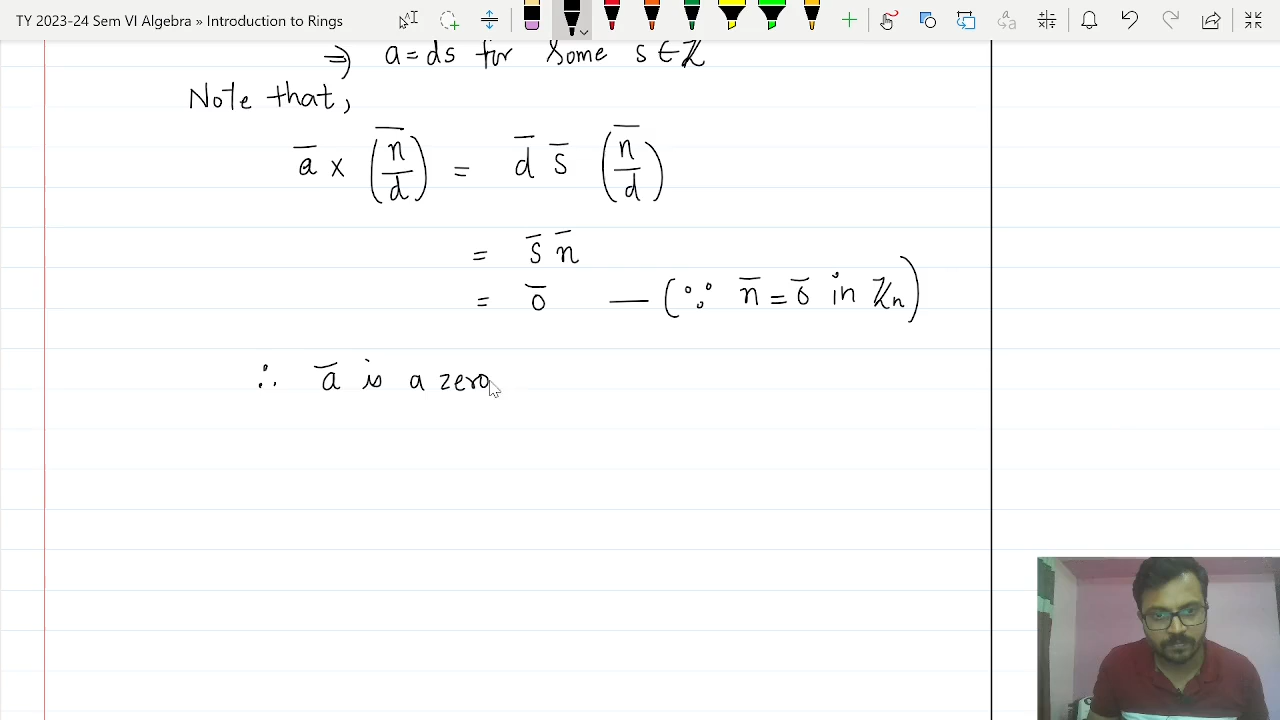 TY 2023-24 Sem VI Algebra » Introduction to Rings
⇒ a=ds for some s∈ℤ
Note that,
a̅ × (n̅/d) = d̅ s̅ (n̅/d)
= s̅ n̅
= 0̅ — (∵ n̅=0̅ in ℤn)
∴ a̅ is a zero